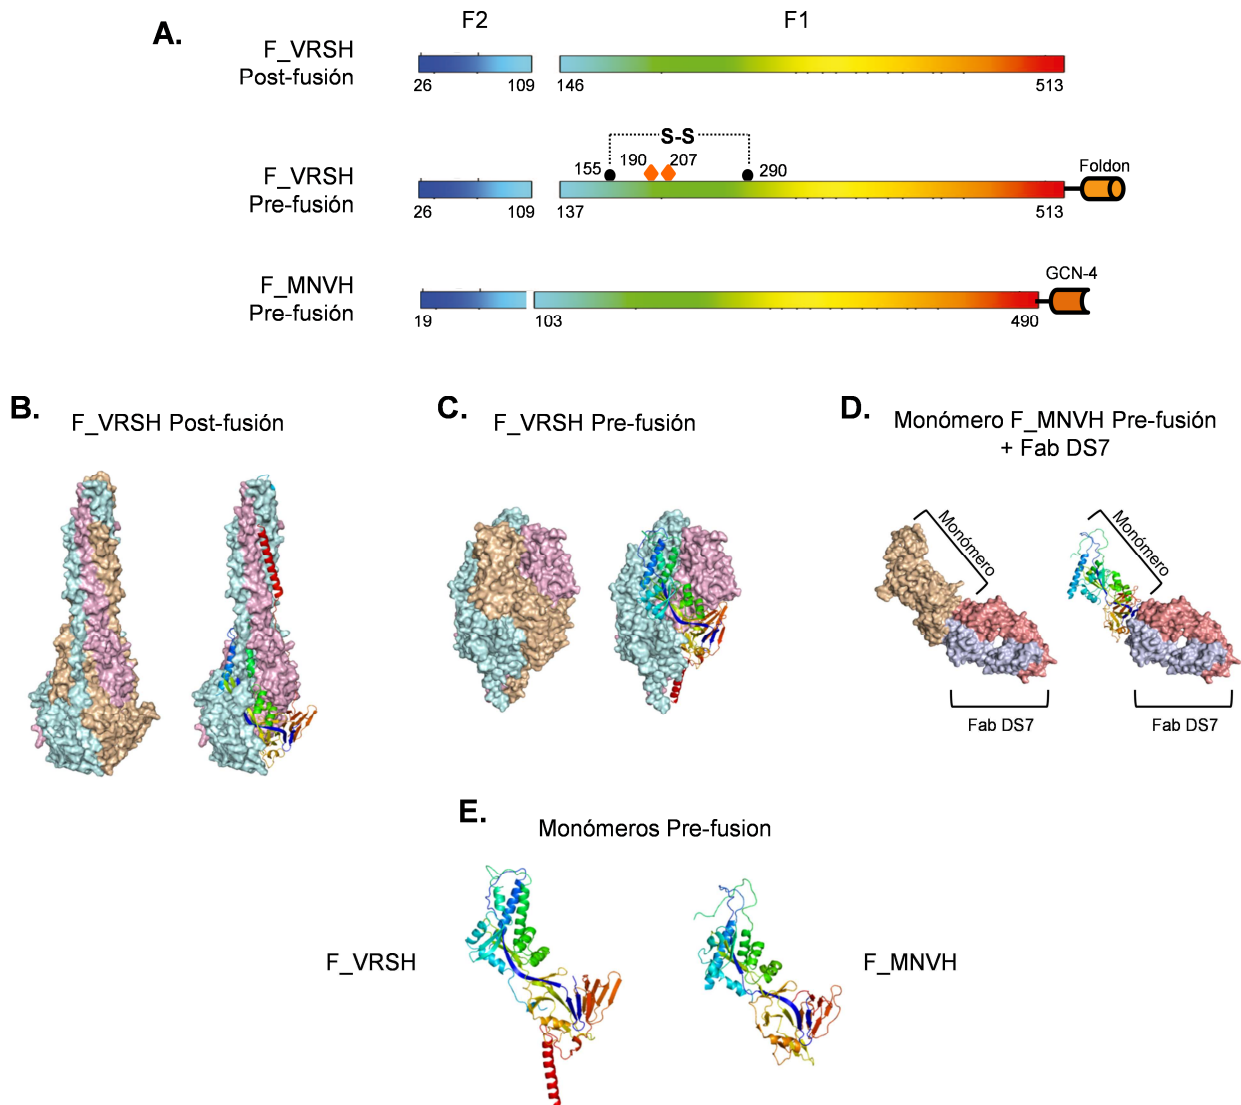 A.
F2
F1
F_VRSH
Post-fusión
26
109
146
513
S-S
155
190
207
290
F_VRSH
Pre-fusión
Foldon
26
109
137
513
F_MNVH
Pre-fusión
GCN-4
19
103
490
B.
F_VRSH Post-fusión
C.
F_VRSH Pre-fusión
D.
Monómero F_MNVH Pre-fusión
+ Fab DS7
Monómero
Monómero
Fab DS7
Fab DS7
E.
Monómeros Pre-fusion
F_VRSH
F_MNVH